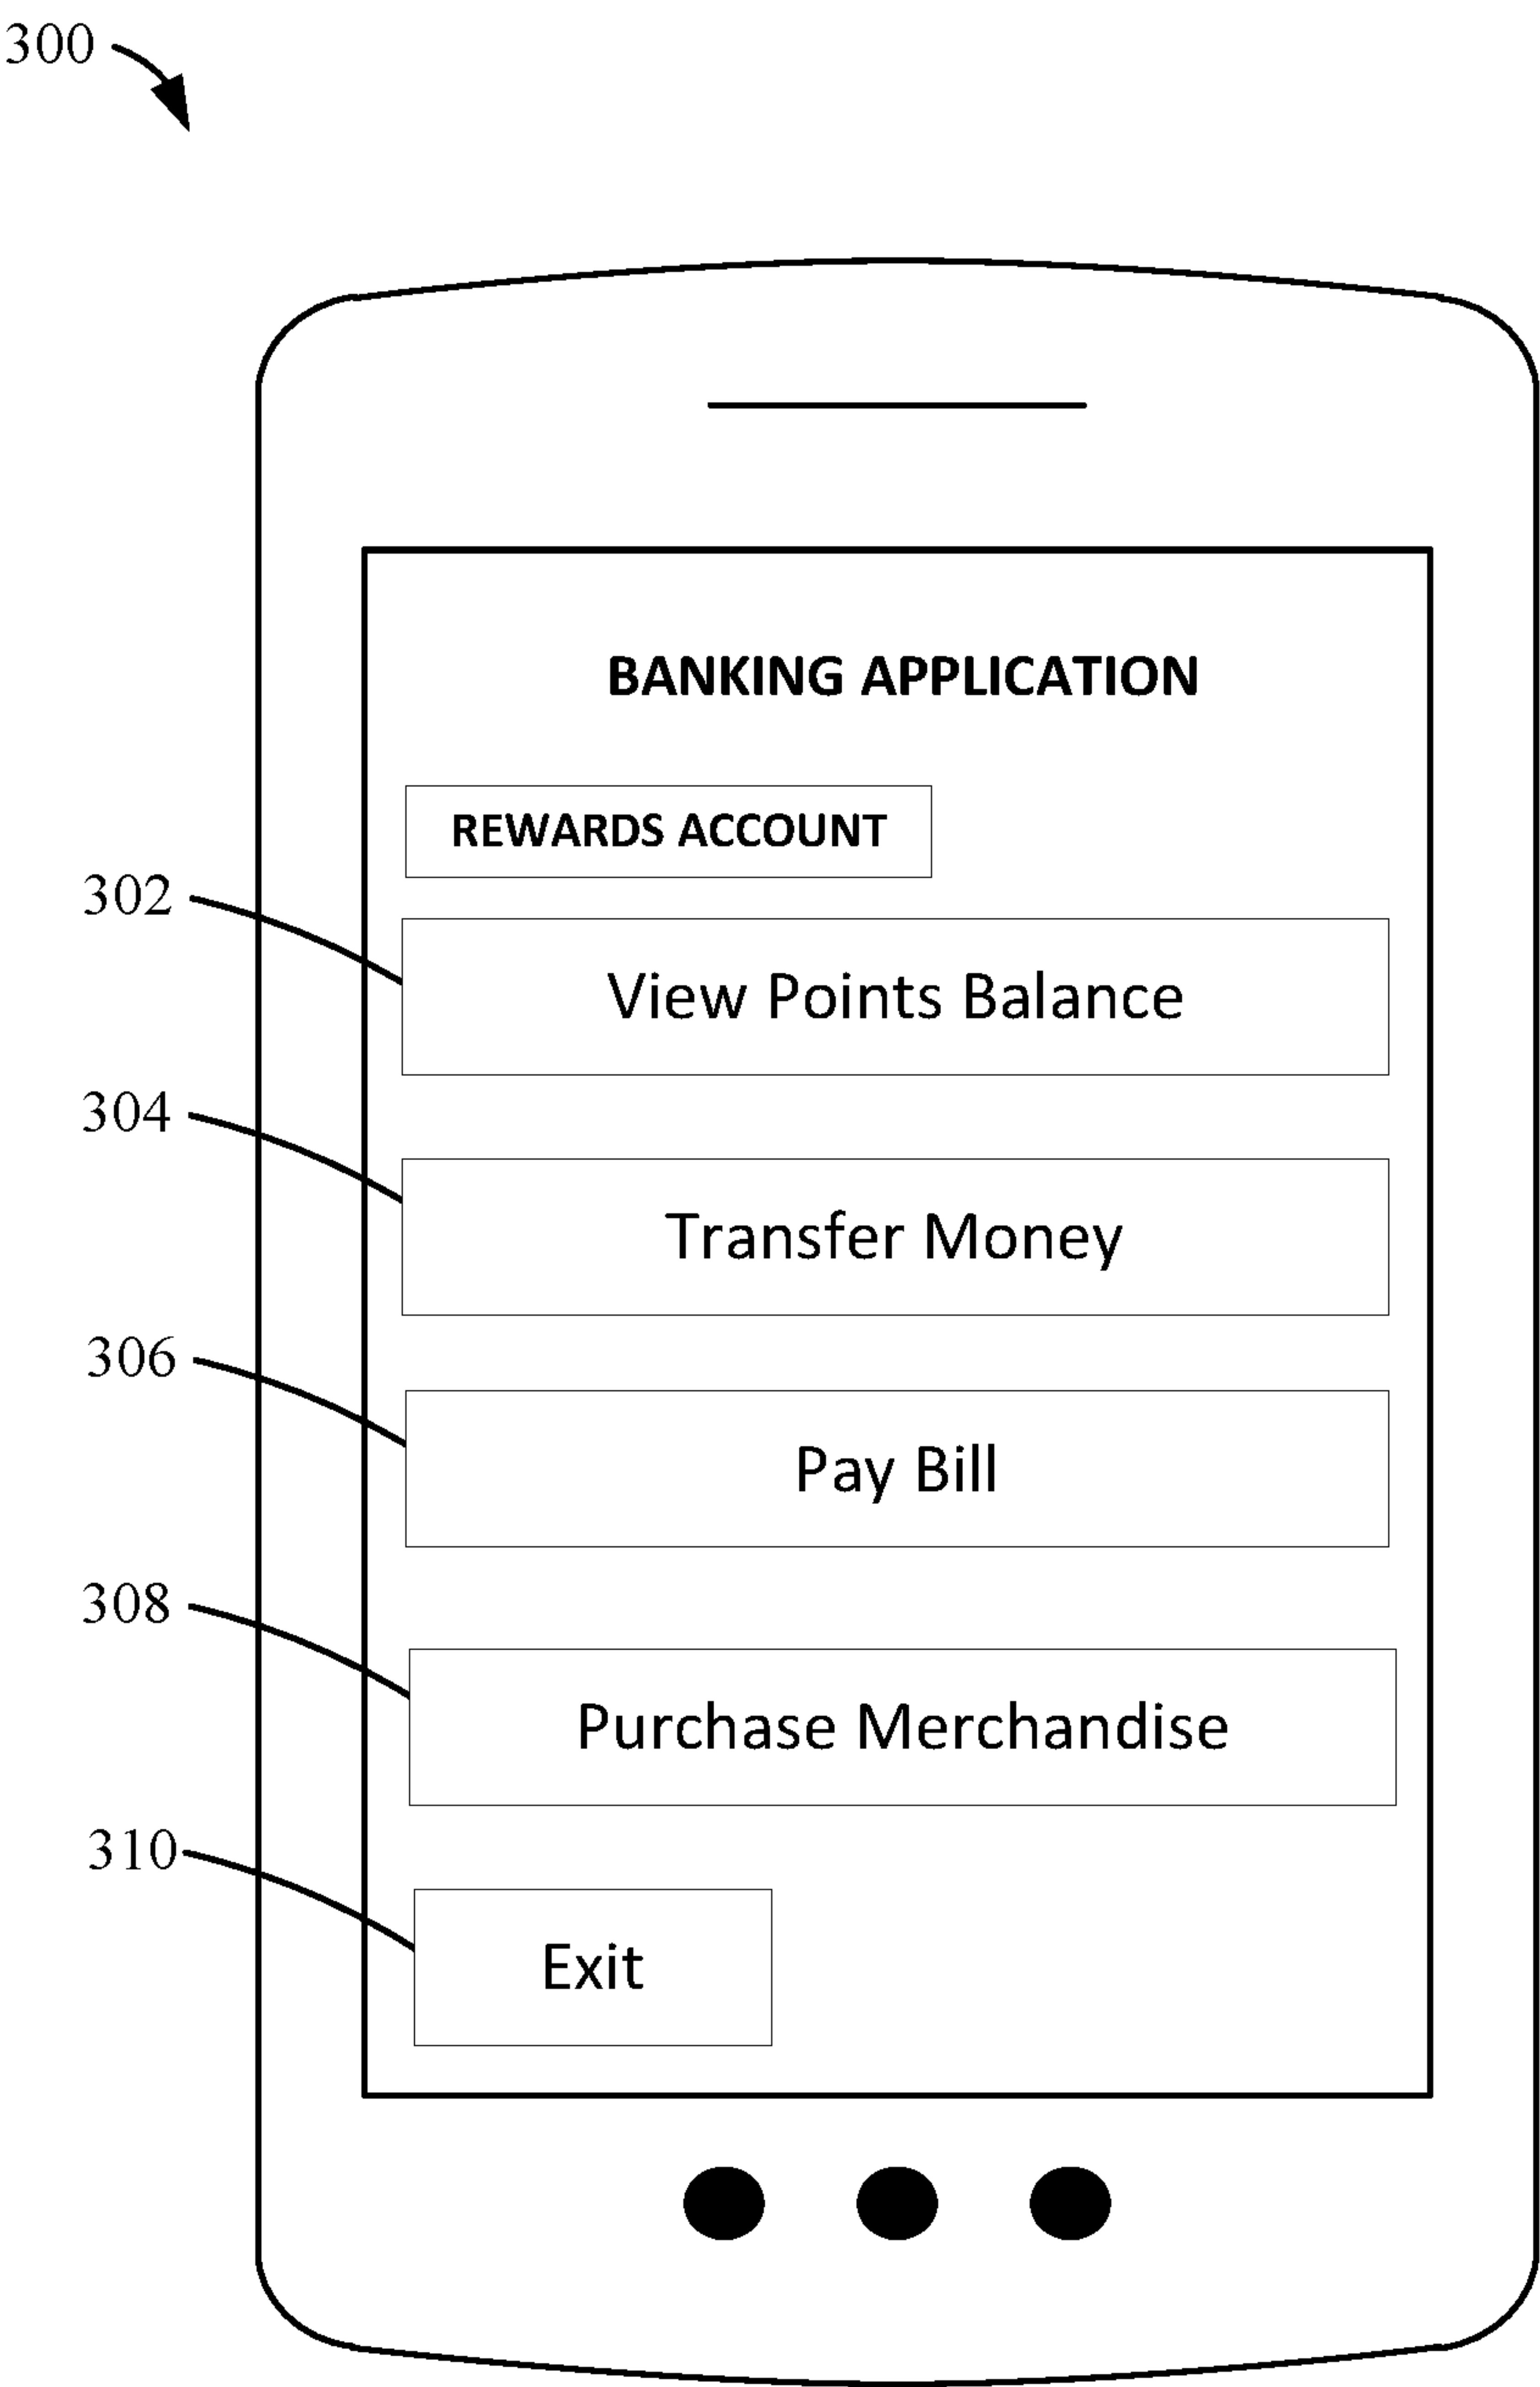 300
BANKING APPLICATION
REWARDS ACCOUNT
302
View Points Balance
304
Transfer Money
306
Pay Bill
308
Purchase Merchandise
310
Exit